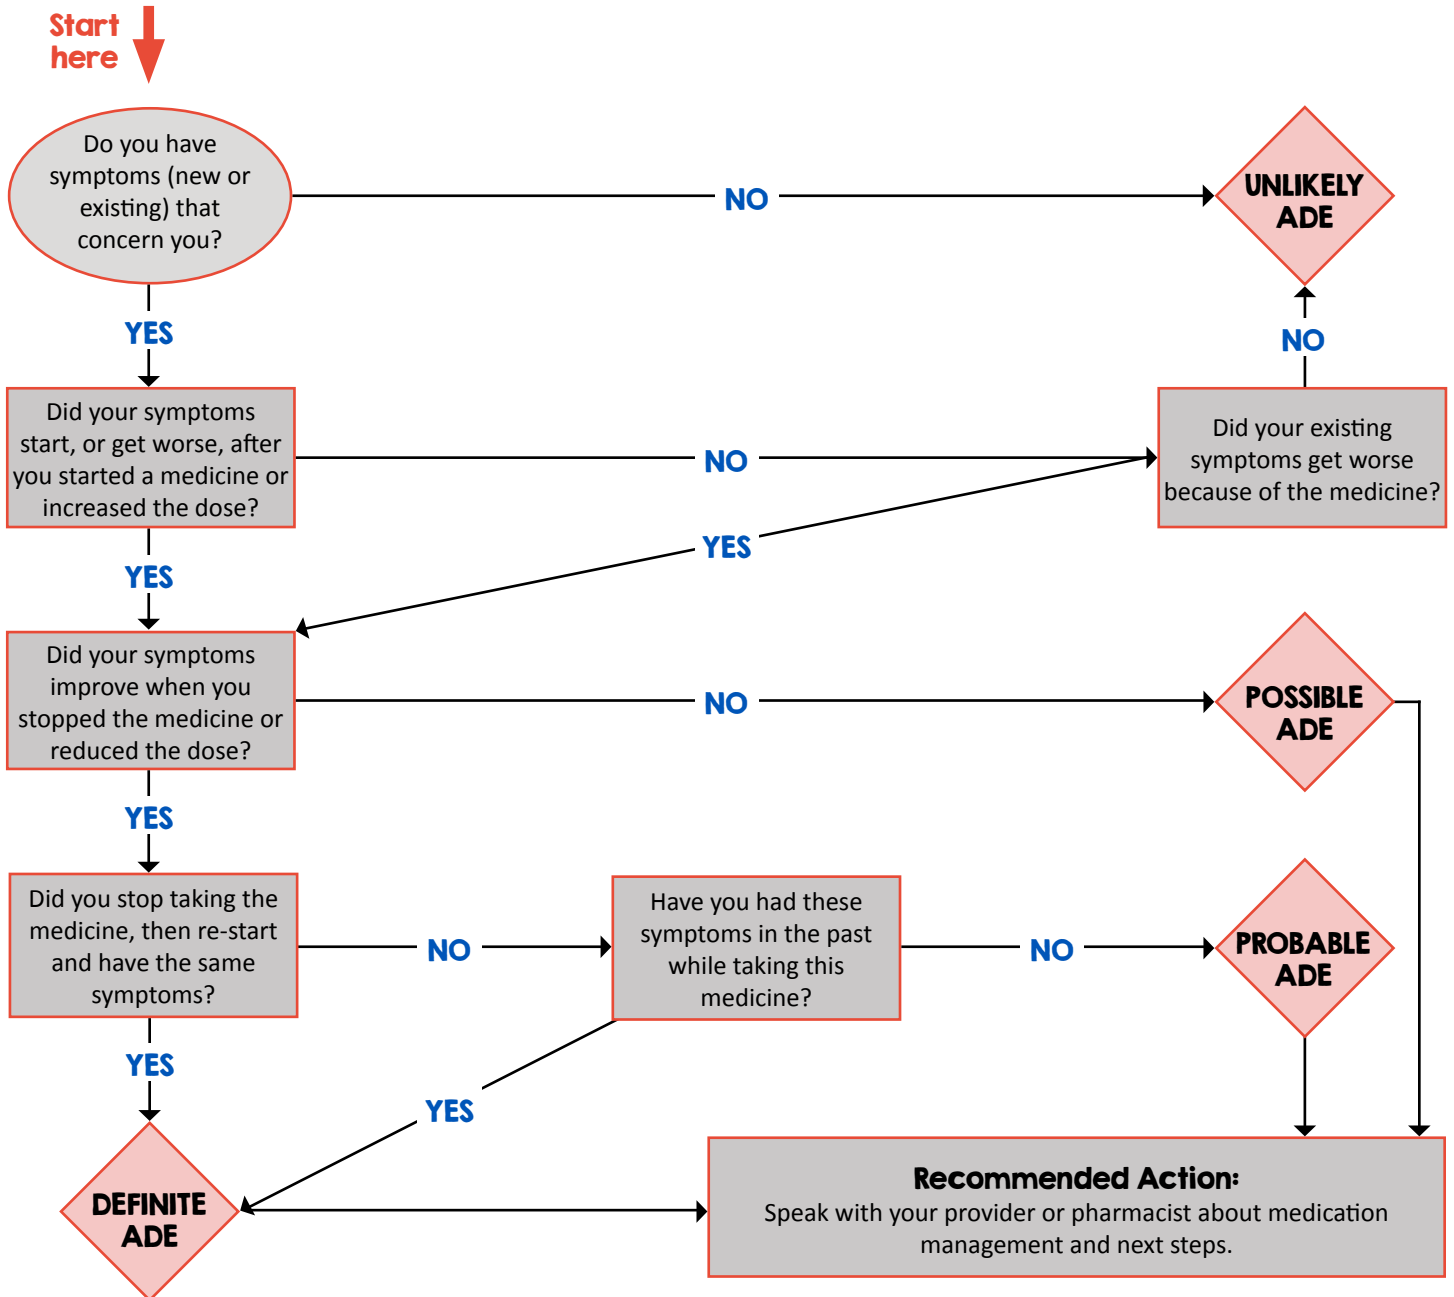 Start
here
Do you have
symptoms (new or
existing) that
concern you?
NO
UNLIKELY
ADE
YES
NO
Did your symptoms
start, or get worse, after
you started a medicine or
increased the dose?
NO
Did your existing
symptoms get worse
because of the medicine?
YES
YES
Did your symptoms
improve when you
stopped the medicine or
reduced the dose?
NO
POSSIBLE
ADE
YES
Did you stop taking the
medicine, then re-start
and have the same
symptoms?
NO
Have you had these
symptoms in the past
while taking this
medicine?
NO
PROBABLE
ADE
YES
YES
DEFINITE
ADE
Recommended Action:
Speak with your provider or pharmacist about medication
management and next steps.